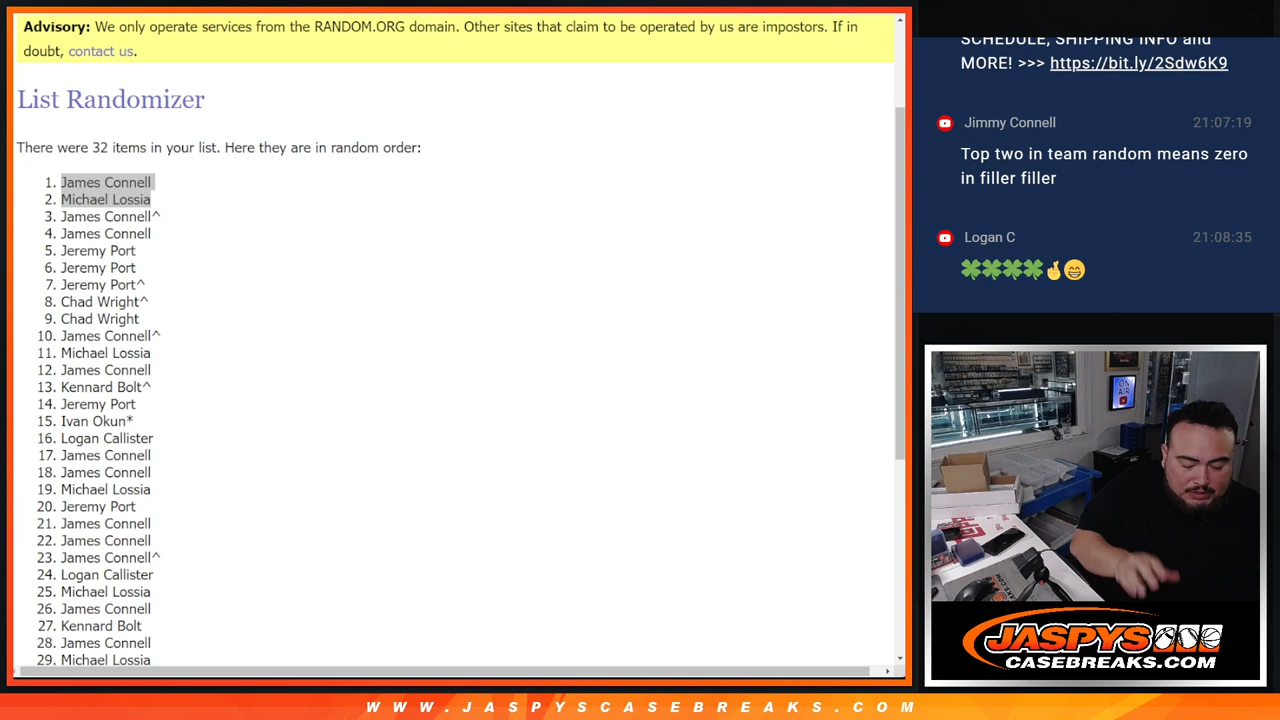 Advisory: We only operate services from the RANDOM.ORG domain. Other sites that claim to be operated by us are impostors. If in
doubt, contact us.
List Randomizer
There were 32 items in your list. Here they are in random order:
1. James Connell
2. Michael Lossia
3. James Connell^
4. James Connell
5. Jeremy Port
6. Jeremy Port
7. Jeremy Port^
8. Chad Wright^
9. Chad Wright
10. James Connell^
11. Michael Lossia
12. James Connell
13. Kennard Bolt^
14. Jeremy Port
15. Ivan Okun*
16. Logan Callister
17. James Connell
18. James Connell
19. Michael Lossia
20. Jeremy Port
21. James Connell
22. James Connell
23. James Connell^
24. Logan Callister
25. Michael Lossia
26. James Connell
27. Kennard Bolt
28. James Connell
29. Michael Lossia
SCHEDULE, SHIPPING INFO and
MORE! >>> https://bit.ly/2Sdw6K9
Jimmy Connell 21:07:19
Top two in team random means zero
in filler filler
Logan C 21:08:35
🍀🍀🍀🍀🤞😄
ON
AIR
JASPYS
CASEBREAKS.COM
WWW.JASPYSCASEBREAKS.COM